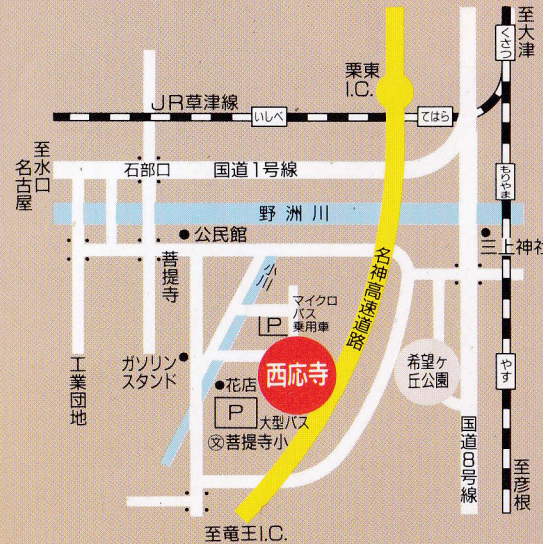 至大津
くさつ
栗東
I.C.
JR草津線
いしべ
てはら
至水口
名古屋
石部口
国道1号線
もりやま
野洲川
公民館
三上神社
菩提寺
小川
名神高速道路
マイクロ
バス
乗用車
P
ガソリン
スタンド
工業団地
西応寺
希望ヶ
丘公園
やす
花店
P
大型バス
文菩提寺小
国道8号線
至彦根
至竜王I.C.